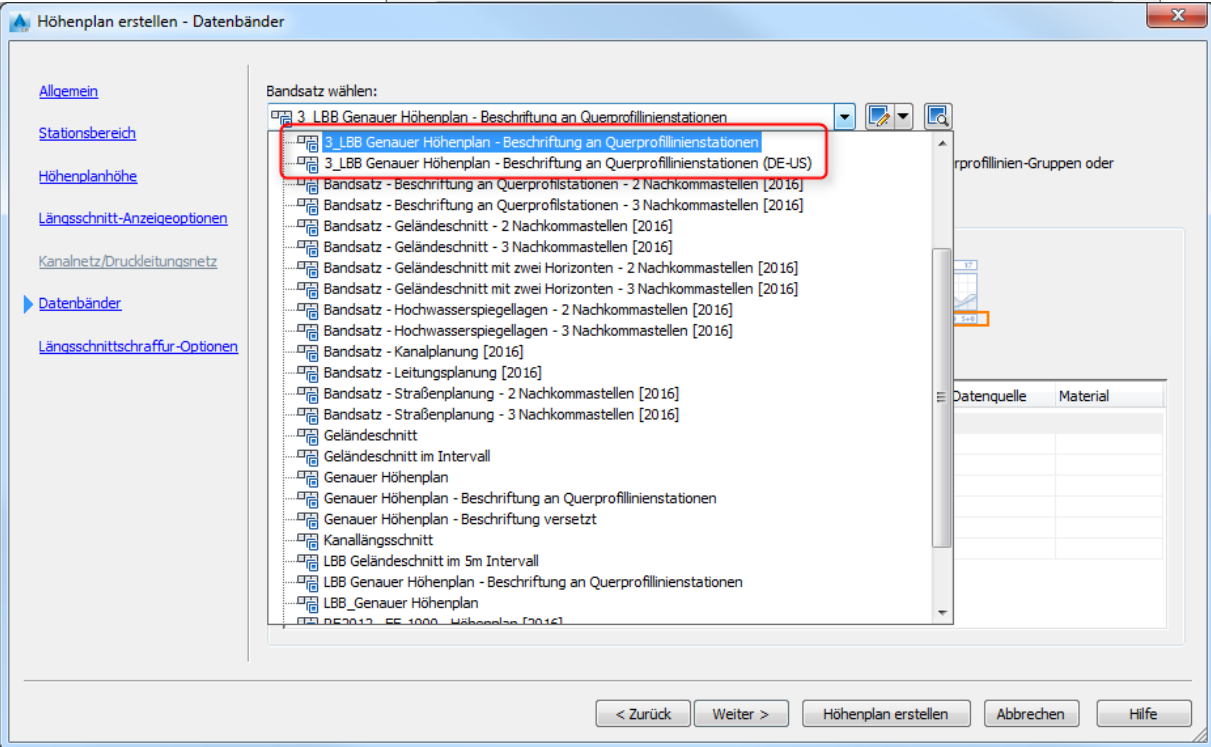 Höhenplan erstellen - Datenbänder
Allgemein
Stationsbereich
Höhenplanhöhe
Längsschnitt-Anzeigeoptionen
Kanalnetz/Druckleitungsnetz
Datenbänder
Längsschnittschraffur-Optionen
Bandsatz wählen:
3_LBB Genauer Höhenplan - Beschriftung an Querprofillinienstationen
3_LBB Genauer Höhenplan - Beschriftung an Querprofillinienstationen
3_LBB Genauer Höhenplan - Beschriftung an Querprofillinienstationen (DE-US)
Bandsatz - Beschriftung an Querprofilstationen - 2 Nachkommastellen [2016]
Bandsatz - Beschriftung an Querprofilstationen - 3 Nachkommastellen [2016]
Bandsatz - Geländeschnitt - 2 Nachkommastellen [2016]
Bandsatz - Geländeschnitt - 3 Nachkommastellen [2016]
Bandsatz - Geländeschnitt mit zwei Horizonten - 2 Nachkommastellen [2016]
Bandsatz - Geländeschnitt mit zwei Horizonten - 3 Nachkommastellen [2016]
Bandsatz - Hochwasserspiegellagen - 2 Nachkommastellen [2016]
Bandsatz - Hochwasserspiegellagen - 3 Nachkommastellen [2016]
Bandsatz - Kanalplanung [2016]
Bandsatz - Leitungsplanung [2016]
Bandsatz - Straßenplanung - 2 Nachkommastellen [2016]
Bandsatz - Straßenplanung - 3 Nachkommastellen [2016]
Geländeschnitt
Geländeschnitt im Intervall
Genauer Höhenplan
Genauer Höhenplan - Beschriftung an Querprofillinienstationen
Genauer Höhenplan - Beschriftung versetzt
Kanallängsschnitt
LBB Geländeschnitt im 5m Intervall
LBB Genauer Höhenplan - Beschriftung an Querprofillinienstationen
LBB_Genauer Höhenplan
RE2012 - EE 1000 - Höhenplan [2016]
erprofillinien-Gruppen oder
17
Datenquelle Material
< Zurück Weiter > Höhenplan erstellen Abbrechen Hilfe